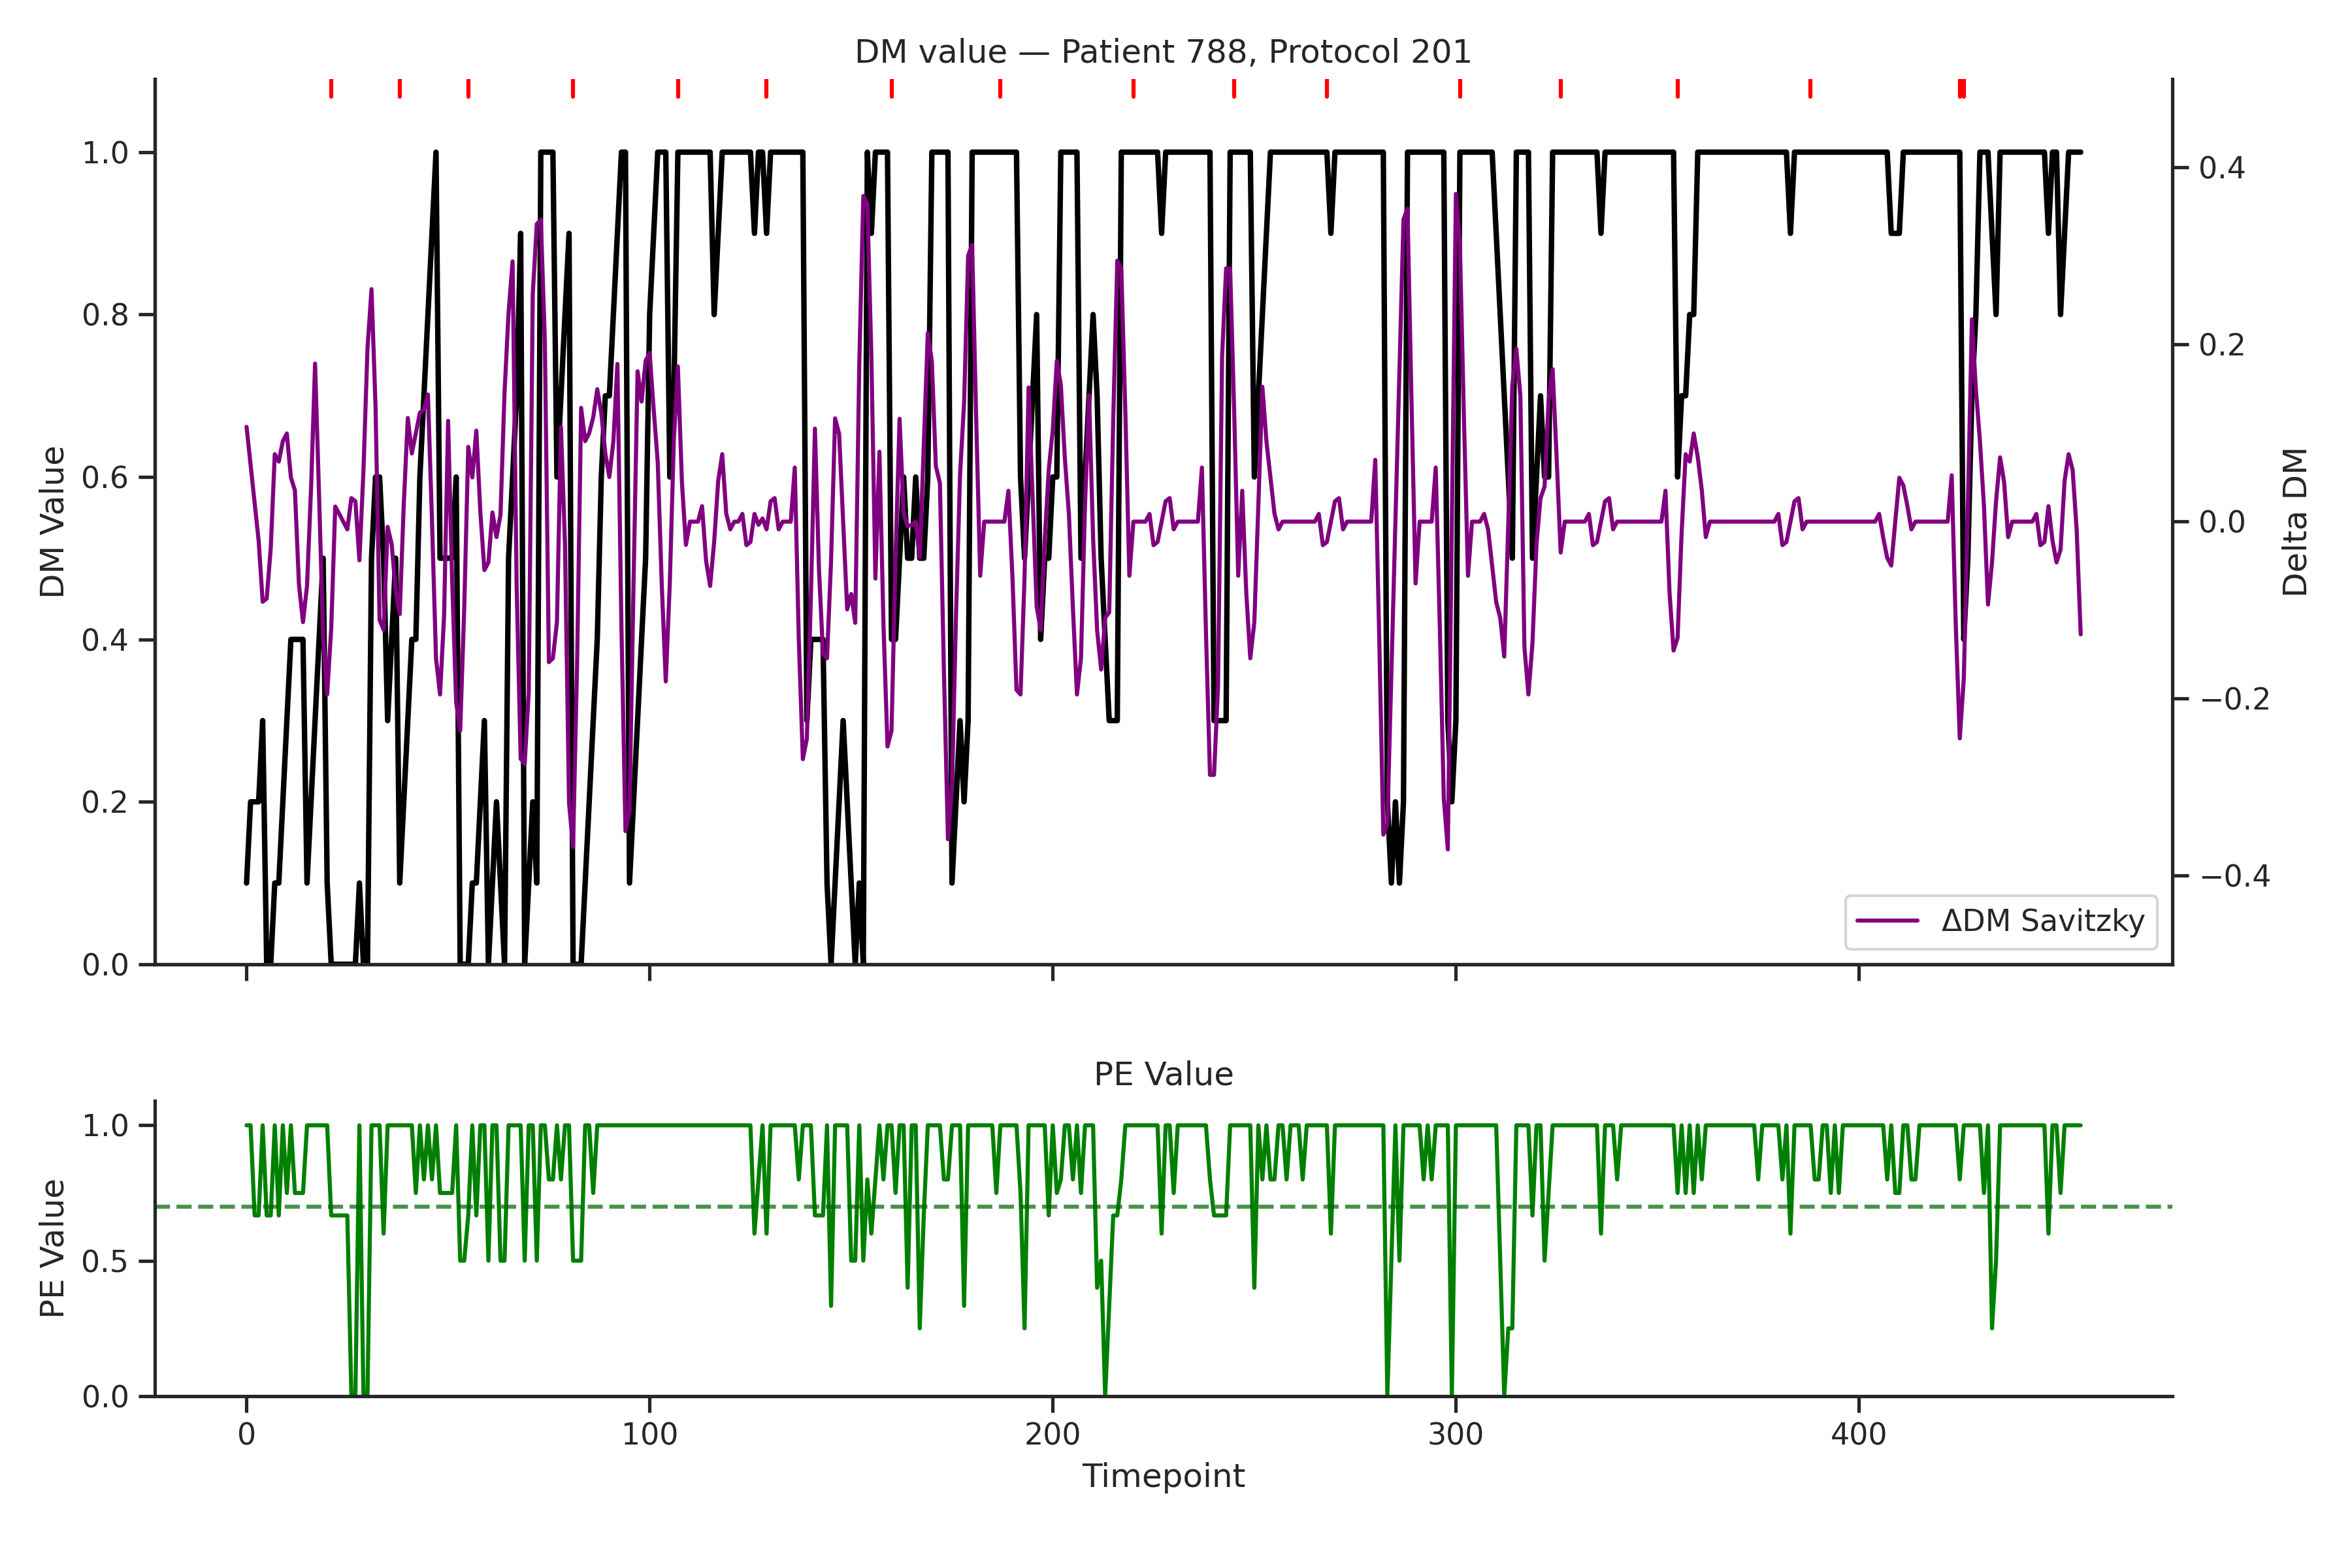 DM value — Patient 788, Protocol 201
1.0
0.8
0.6
0.4
0.2
0.0
DM Value
0.4
0.2
0.0
−0.2
−0.4
Delta DM
ΔDM Savitzky
PE Value
1.0
0.5
0.0
PE Value
0 100 200 300 400
Timepoint